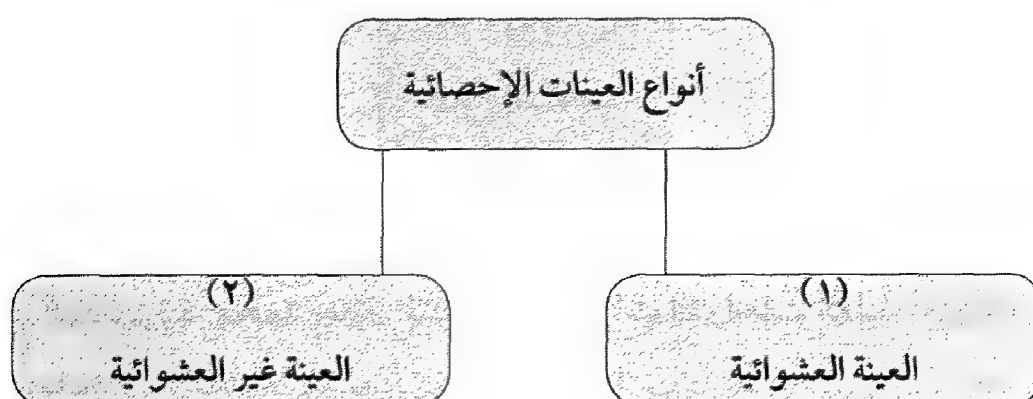 أنواع العينات الإحصائية
(١)
العينة العشوائية
(٢)
العينة غير العشوائية